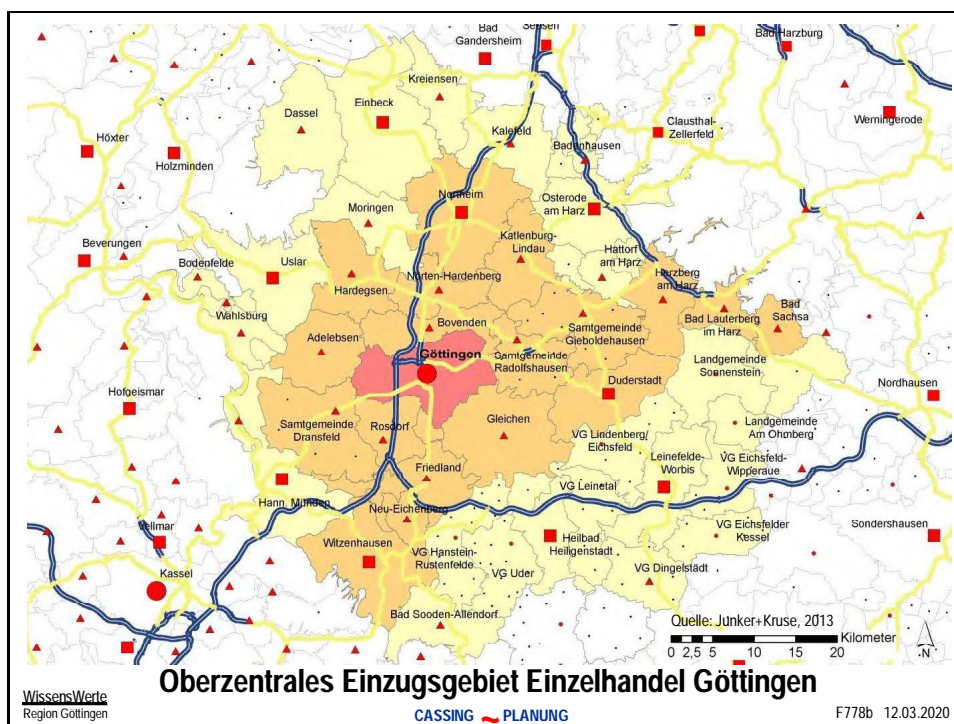 Bad
Gandersheim
Seesen
Bad Harzburg
Kreiensen
Dassel
Einbeck
Clausthal-
Zellerfeld
Werningerode
Höxter
Holzminden
Kalefeld
Badenhausen
Northeim
Osterode
am Harz
Moringen
Katlenburg-
Lindau
Beverungen
Bodenfelde
Uslar
Hattorf
am Harz
Herzberg
am Harz
Norten-Hardenberg
Hardegsen
Bad
Sachsa
Wahlsburg
Bad Lauterberg
im Harz
Bovenden
Samtgemeinde
Gieboldehausen
Adelebsen
Göttingen
Samtgemeinde
Radolfshausen
Landgemeinde
Sonnenstein
Duderstadt
Hofgeismar
Nordhausen
Samtgemeinde
Dransfeld
Rosdorf
Gleichen
Landgemeinde
Am Ohmberg
VG Lindenberg/
Eichsfeld
Leinefelde-
Worbis
VG Eichsfeld-
Wipperaue
Friedland
VG Leinetal
Hann. Münden
Neu-Eichenberg
Vellmar
Witzenhausen
VG Hanstein-
Rustenfelde
Heilbad
Heiligenstadt
VG Eichsfelder
Kessel
Sondershausen
Kassel
VG Uder
VG Dingelstädt
Bad Sooden-Allendorf
Quelle: Junker+Kruse, 2013
Kilometer
0 2,5 5 10 15 20
N
Oberzentrales Einzugsgebiet Einzelhandel Göttingen
WissensWerte
Region Göttingen
CASSING ~ PLANUNG
F778b 12.03.2020